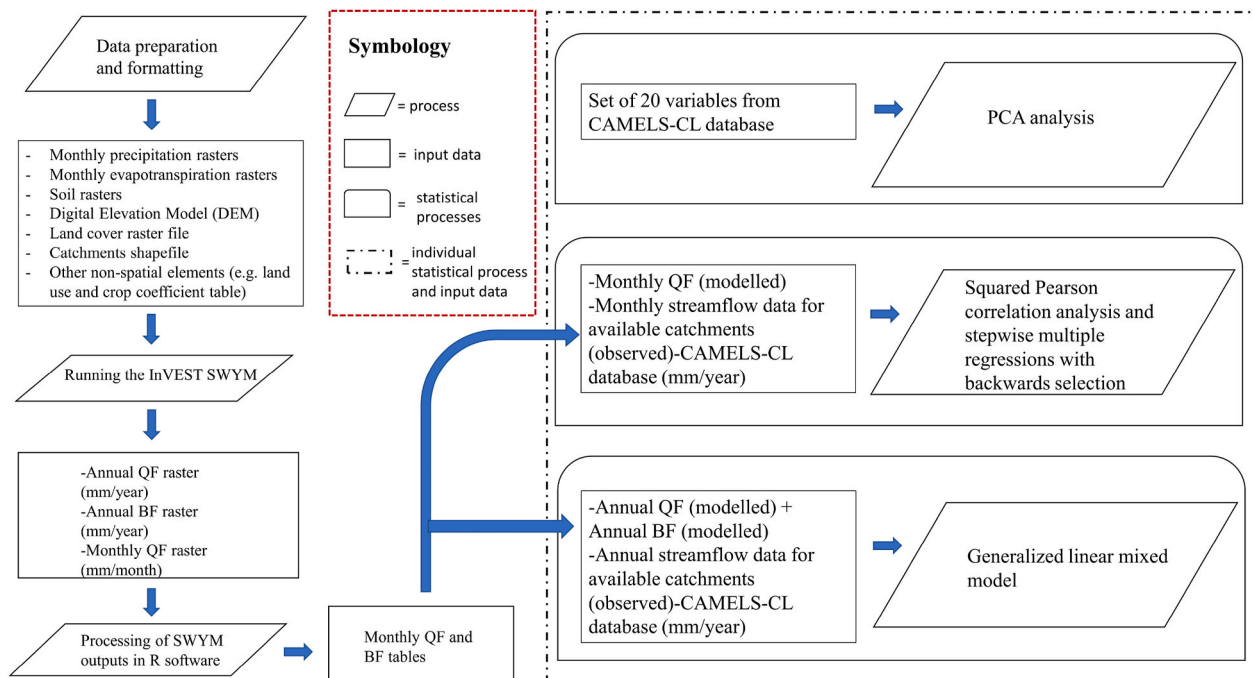 Data preparation
and formatting
- Monthly precipitation rasters
- Monthly evapotranspiration rasters
- Soil rasters
- Digital Elevation Model (DEM)
- Land cover raster file
- Catchments shapefile
- Other non-spatial elements (e.g. land
use and crop coefficient table)
Running the InVEST SWYM
-Annual QF raster
(mm/year)
-Annual BF raster
(mm/year)
-Monthly QF raster
(mm/month)
Processing of SWYM
outputs in R software
Monthly QF and
BF tables
Symbology
= process
= input data
= statistical
processes
=individual
statistical process
and input data
Set of 20 variables from
CAMELS-CL database
PCA analysis
-Monthly QF (modelled)
-Monthly streamflow data for
available catchments
(observed)-CAMELS-CL
database (mm/year)
Squared Pearson
correlation analysis and
stepwise multiple
regressions with
backwards selection
-Annual QF (modelled) +
Annual BF (modelled)
-Annual streamflow data for
available catchments
(observed)-CAMELS-CL
database (mm/year)
Generalized linear mixed
model